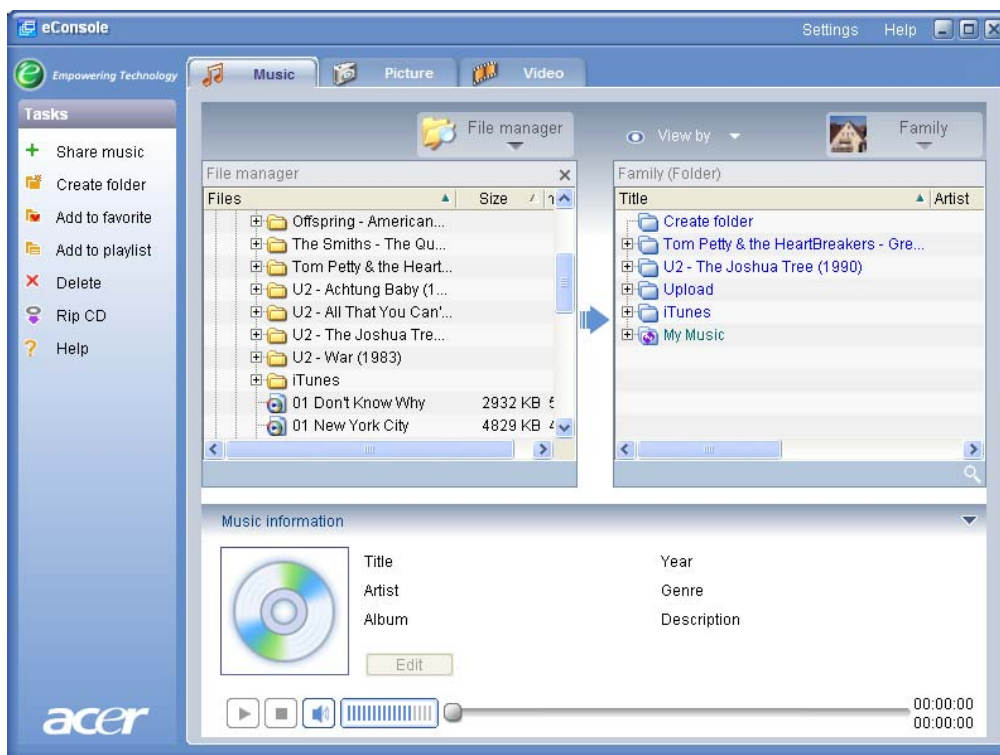 eConsole
Settings Help
Empowering Technology
Music Picture Video
Tasks
Share music
Create folder
Add to favorite
Add to playlist
Delete
Rip CD
Help
acer
File manager
File manager
Files Size
Offspring - American...
The Smiths - The Qu...
Tom Petty & the Heart...
U2 - Achtung Baby (1...
U2 - All That You Can'...
U2 - The Joshua Tre...
U2 - War (1983)
iTunes
01 Don't Know Why 2932 KB
01 New York City 4829 KB
View by
Family
Family (Folder)
Title Artist
Create folder
Tom Petty & the HeartBreakers - Gre...
U2 - The Joshua Tree (1990)
Upload
iTunes
My Music
Music information
Title
Artist
Album
Year
Genre
Description
Edit
00:00:00
00:00:00